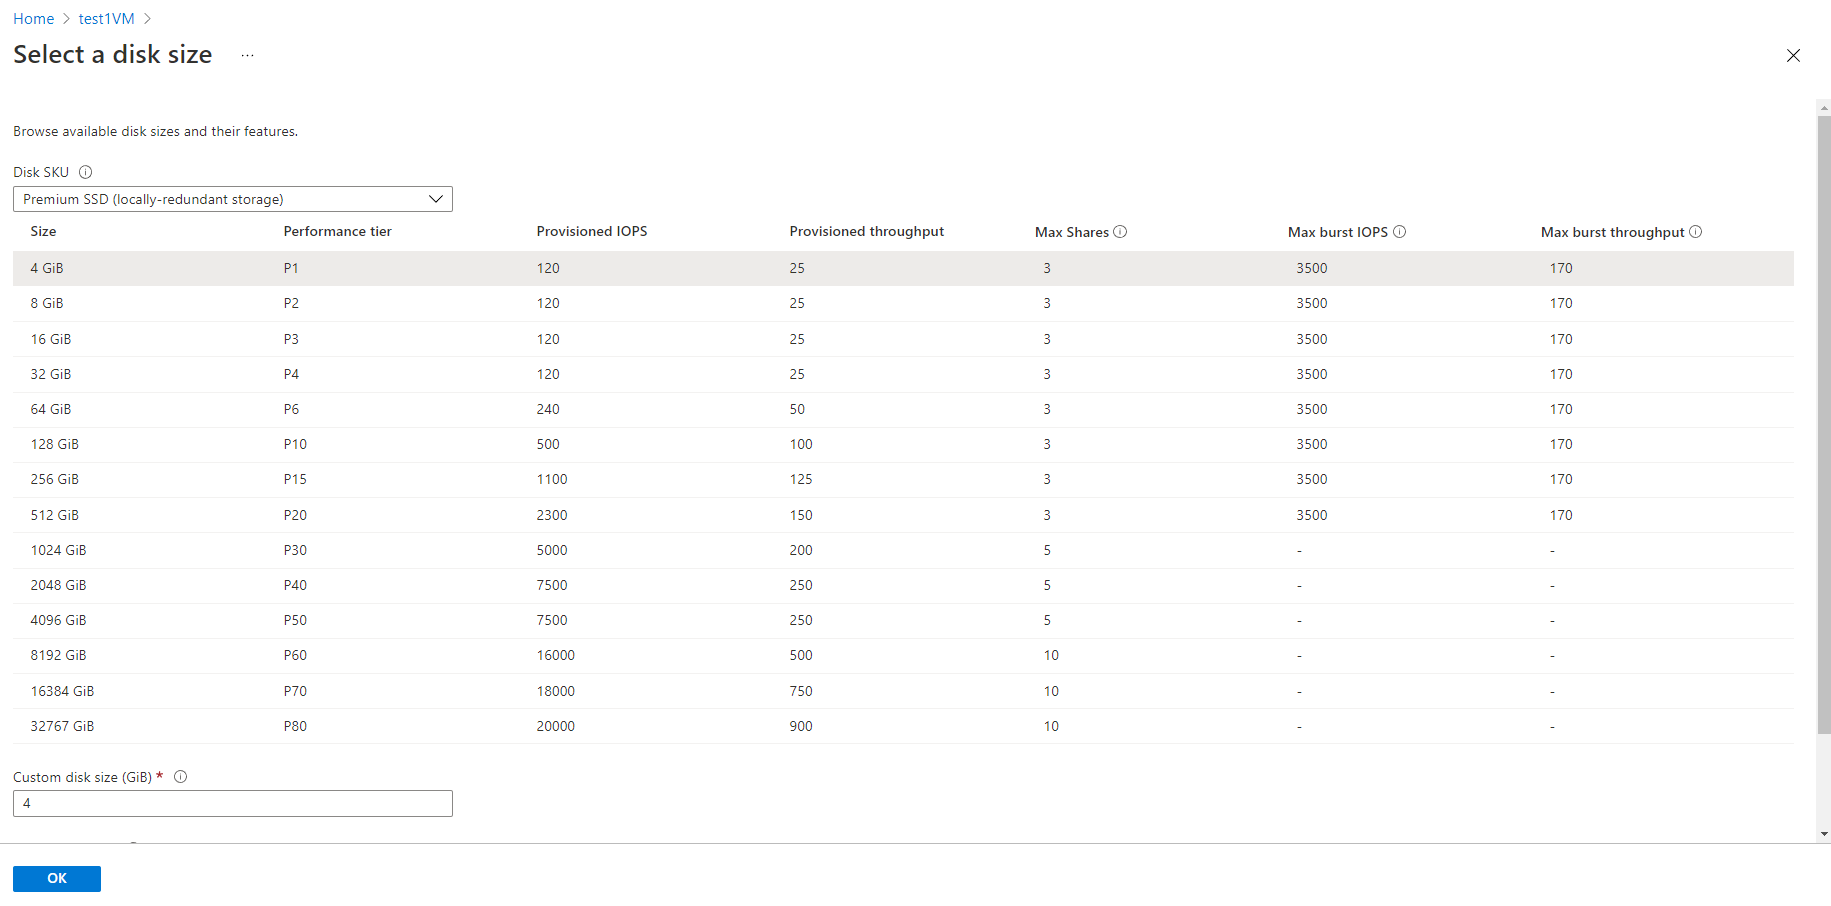 Home > test1VM >
Select a disk size ...
Browse available disk sizes and their features.
Disk SKU
Premium SSD (locally-redundant storage)
Size Performance tier Provisioned IOPS Provisioned throughput Max Shares Max burst IOPS Max burst throughput
4 GiB P1 120 25 3 3500 170
8 GiB P2 120 25 3 3500 170
16 GiB P3 120 25 3 3500 170
32 GiB P4 120 25 3 3500 170
64 GiB P6 240 50 3 3500 170
128 GiB P10 500 100 3 3500 170
256 GiB P15 1100 125 3 3500 170
512 GiB P20 2300 150 3 3500 170
1024 GiB P30 5000 200 5 - -
2048 GiB P40 7500 250 5 - -
4096 GiB P50 7500 250 5 - -
8192 GiB P60 16000 500 10 - -
16384 GiB P70 18000 750 10 - -
32767 GiB P80 20000 900 10 - -
Custom disk size (GiB) *
4
OK